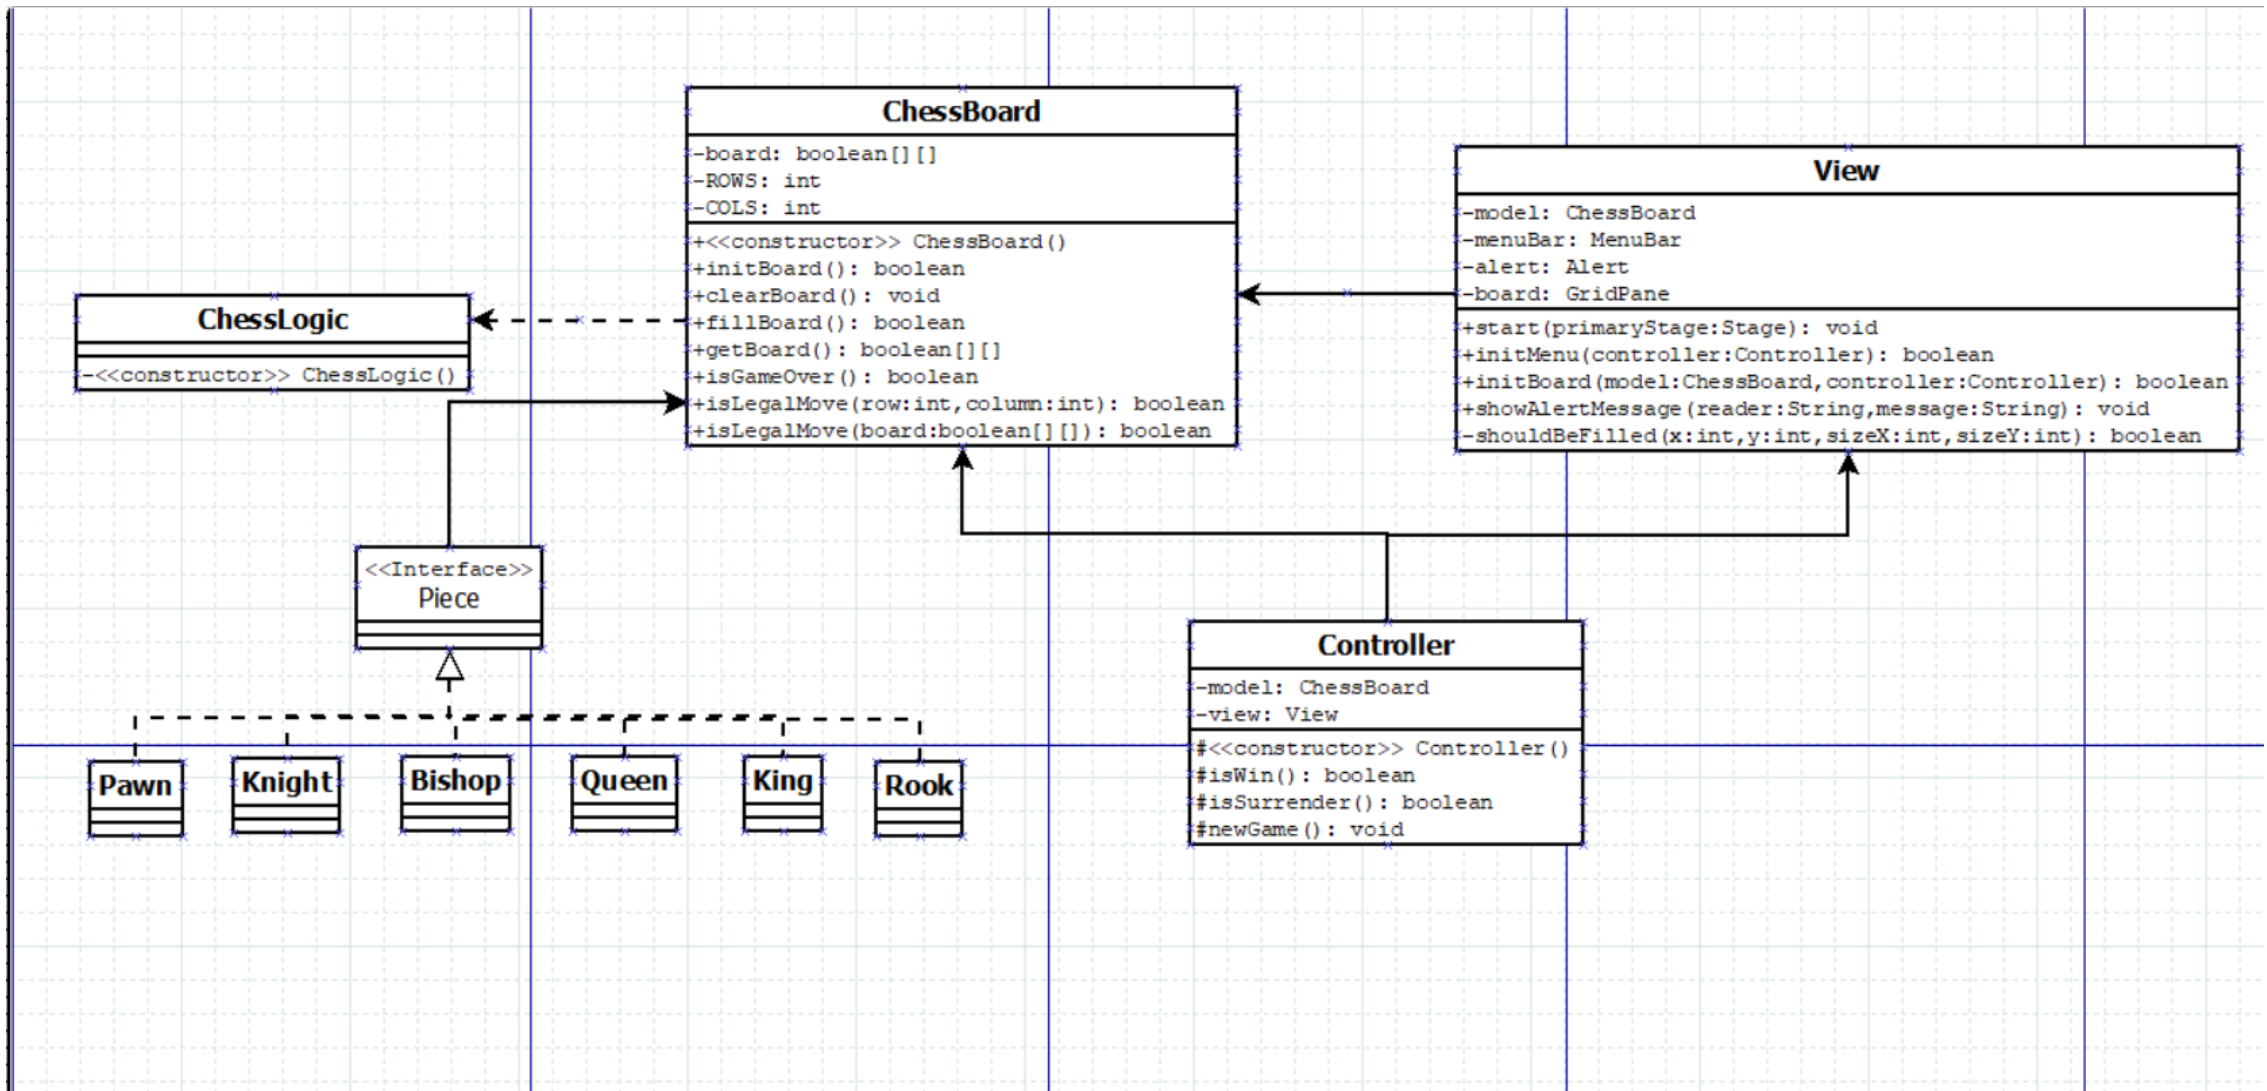 ChessBoard
-board: boolean[][]
-ROWS: int
-COLS: int
+<<constructor>> ChessBoard()
+initBoard(): boolean
+clearBoard(): void
+fillBoard(): boolean
+getBoard(): boolean[][]
+isGameOver(): boolean
+isLegalMove(row:int,column:int): boolean
+isLegalMove(board:boolean[][]): boolean
View
-model: ChessBoard
-menuBar: MenuBar
-alert: Alert
-board: GridPane
+start(primaryStage:Stage): void
+initMenu(controller:Controller): boolean
+initBoard(model:ChessBoard,controller:Controller): boolean
+showAlertMessage(reader:String,message:String): void
-shouldBeFilled(x:int,y:int,sizeX:int,sizeY:int): boolean
ChessLogic
-<<constructor>> ChessLogic()
<<Interface>>
Piece
Controller
-model: ChessBoard
-view: View
#<<constructor>> Controller()
#isWin(): boolean
#isSurrender(): boolean
#newGame(): void
Pawn
Knight
Bishop
Queen
King
Rook